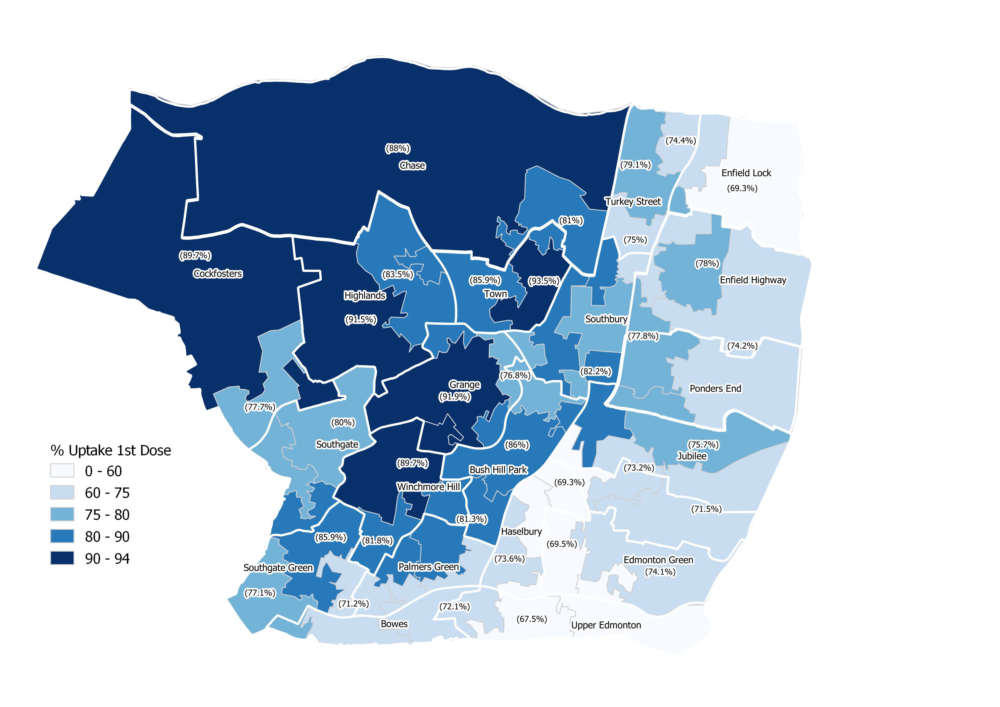 (88%)
Chase
(74.4%)
(79.1%)
Enfield Lock
(69.3%)
Turkey Street
(81%)
(75%)
(89.7%)
Cockfosters
(78%)
Enfield Highway
(83.5%)
(85.9%)
(93.5%)
Town
Highlands
(91.5%)
Southbury
(77.8%)
(74.2%)
(76.8%)
(82.2%)
Grange
(91.9%)
Ponders End
(77.7%)
(80%)
Southgate
(86%)
(75.7%)
Jubilee
(89.7%)
Bush Hill Park
(73.2%)
Winchmore Hill
(69.3%)
(71.5%)
(81.3%)
Haselbury
(85.9%)
(81.8%)
(69.5%)
(73.6%)
Edmonton Green
(74.1%)
Southgate Green
Palmers Green
(77.1%)
(71.2%)
(72.1%)
(67.5%)
Bowes
Upper Edmonton
% Uptake 1st Dose
0 - 60
60 - 75
75 - 80
80 - 90
90 - 94